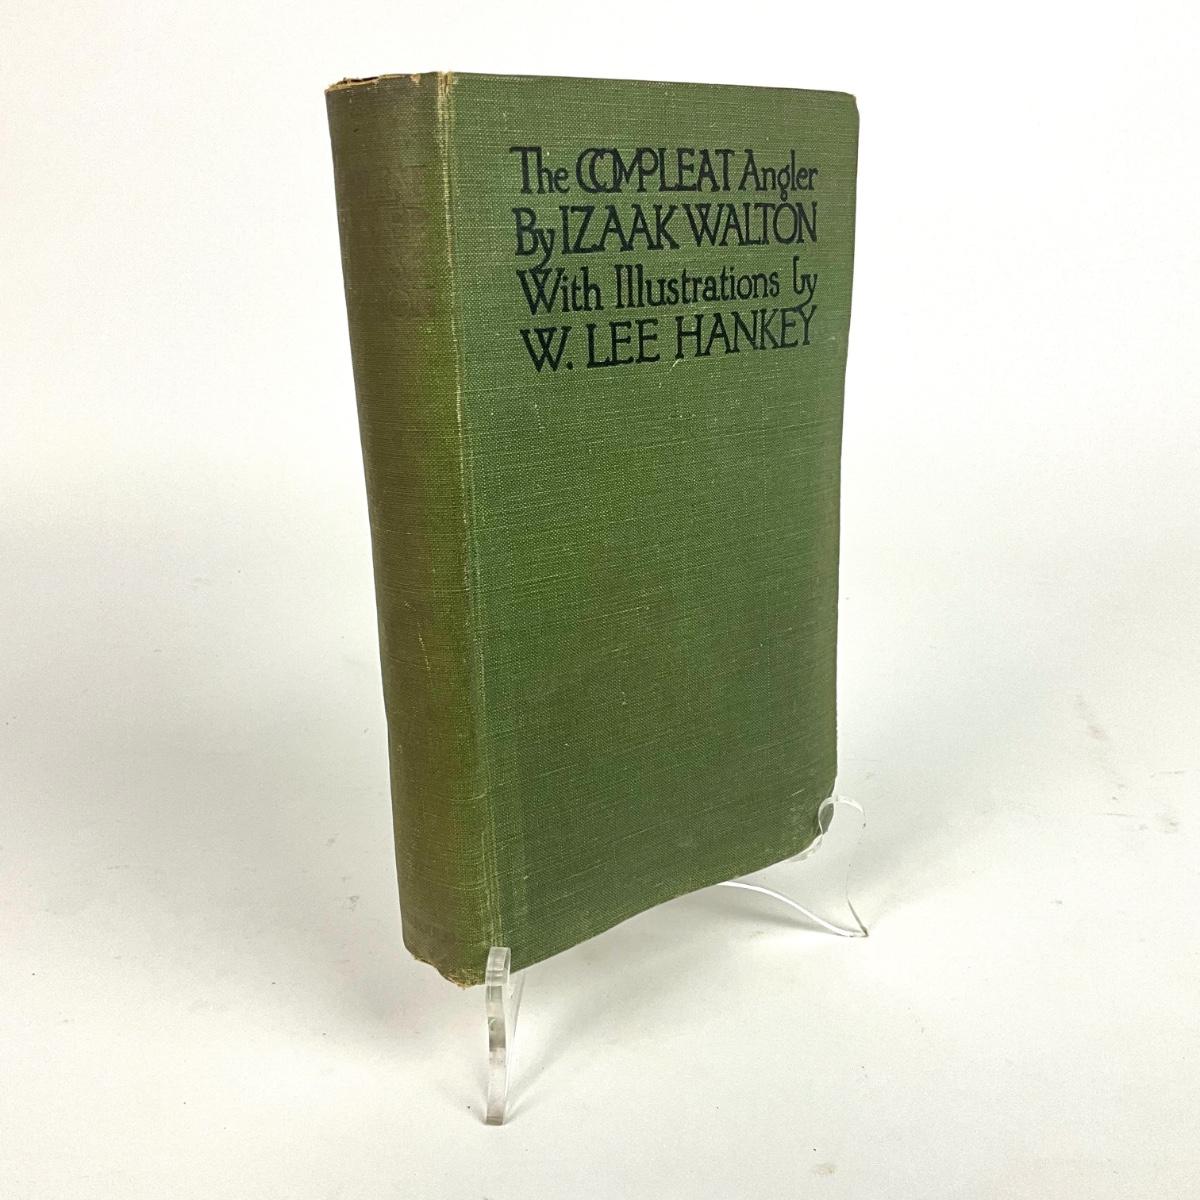 The COMPLEAT Angler
By IZAAK WALTON
With Illustrations by
W. LEE HANKEY